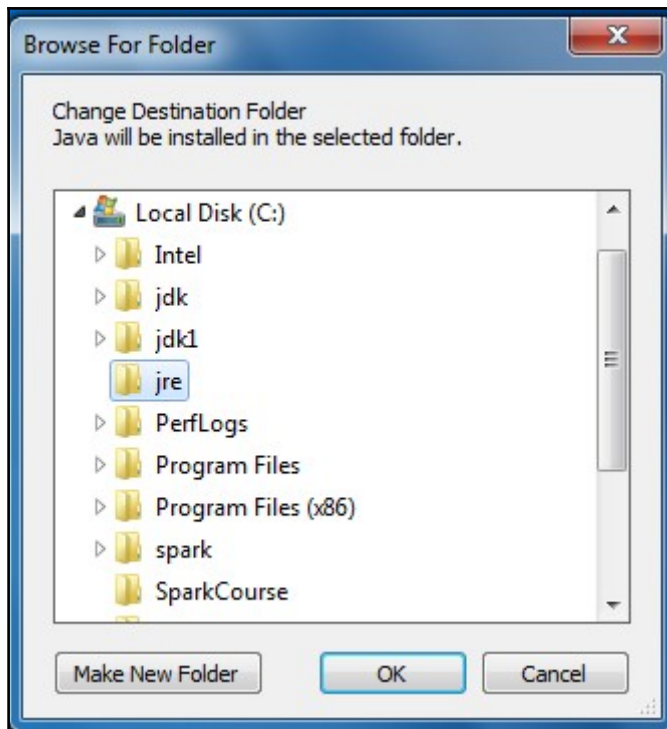 Browse For Folder
Change Destination Folder
Java will be installed in the selected folder.
Local Disk (C:)
Intel
jdk
jdk1
jre
PerfLogs
Program Files
Program Files (x86)
spark
SparkCourse
Make New Folder
OK
Cancel